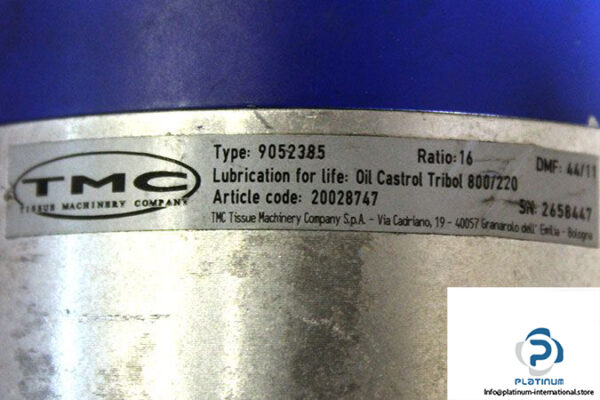 TMC
TISSUE MACHINERY COMPANY
Type: 9052385 Ratio: 16 DMF: 44/11
Lubrication for life: Oil Castrol Tribol 800/220
Article code: 20028747 SN: 2658447
TMC Tissue Machinery Company S.p.A. - Via Cadriano, 19 - 40057 Granarolo dell' Emilia - Bologna
PLATINUM
Info@platinum-international.store